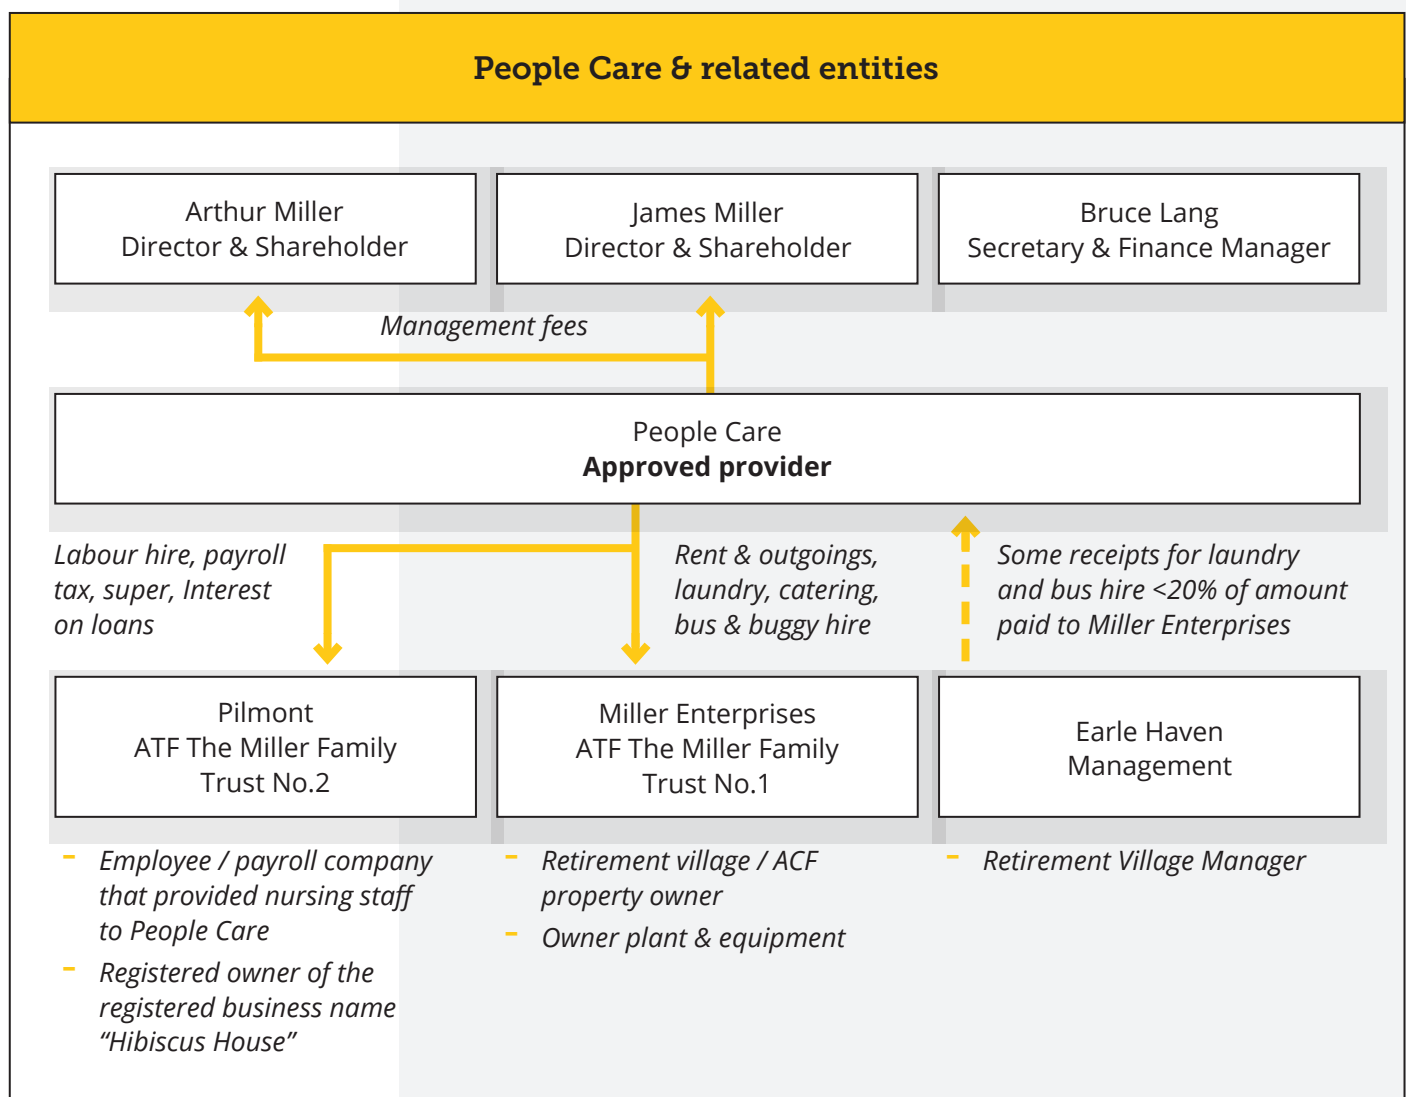 People Care & related entities
Arthur Miller
Director & Shareholder
James Miller
Director & Shareholder
Bruce Lang
Secretary & Finance Manager
Management fees
People Care
Approved provider
Labour hire, payroll
tax, super, Interest
on loans
Rent & outgoings,
laundry, catering,
bus & buggy hire
Some receipts for laundry
and bus hire <20% of amount
paid to Miller Enterprises
Pilmont
ATF The Miller Family
Trust No.2
Miller Enterprises
ATF The Miller Family
Trust No.1
Earle Haven
Management
- Employee / payroll company
that provided nursing staff
to People Care
- Registered owner of the
registered business name
“Hibiscus House”
- Retirement village / ACF
property owner
- Owner plant & equipment
- Retirement Village Manager